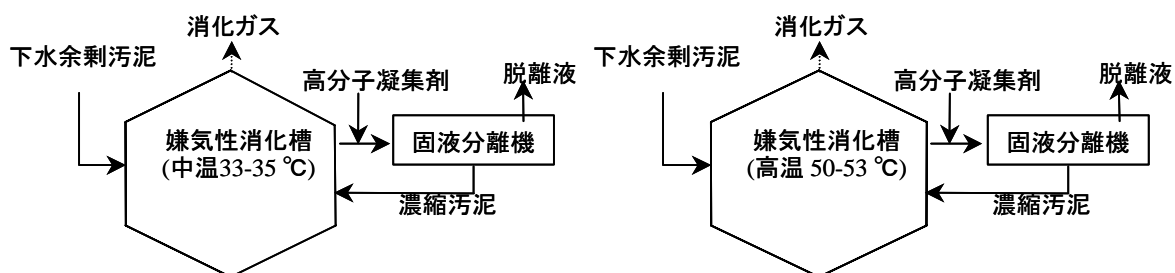 消化ガス
下水余剰汚泥
高分子凝集剤
脱離液
嫌気性消化槽
(中温33-35 ℃)
固液分離機
濃縮汚泥
消化ガス
下水余剰汚泥
高分子凝集剤
脱離液
嫌気性消化槽
(高温 50-53 ℃)
固液分離機
濃縮汚泥